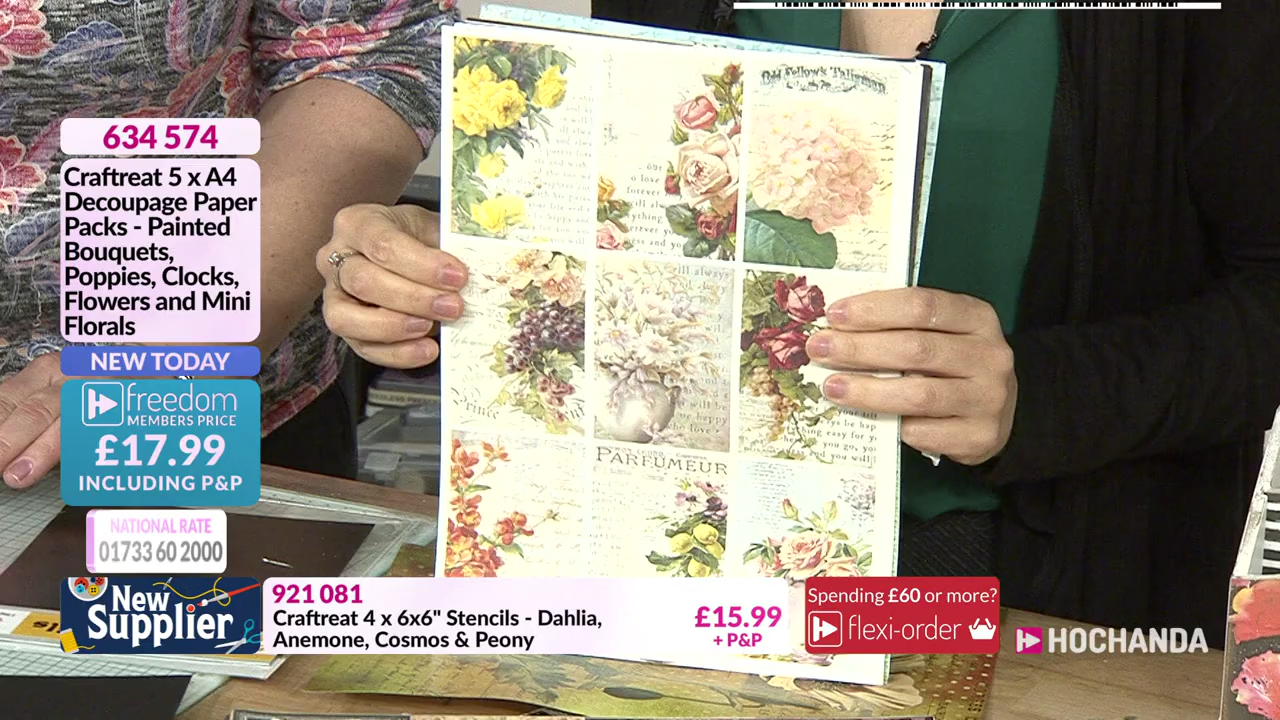 634 574
Craftreat 5 x A4
Decoupage Paper
Packs - Painted
Bouquets,
Poppies, Clocks,
Flowers and Mini
Florals
NEW TODAY
freedom
MEMBERS PRICE
£17.99
INCLUDING P&P
NATIONAL RATE
01733 60 2000
New
Supplier
921 081
Craftreat 4 x 6x6" Stencils - Dahlia,
Anemone, Cosmos & Peony
£15.99
+ P&P
Spending £60 or more?
flexi-order
HOCHANDA
Odd Fellow's Talisman
PARFUMEUR